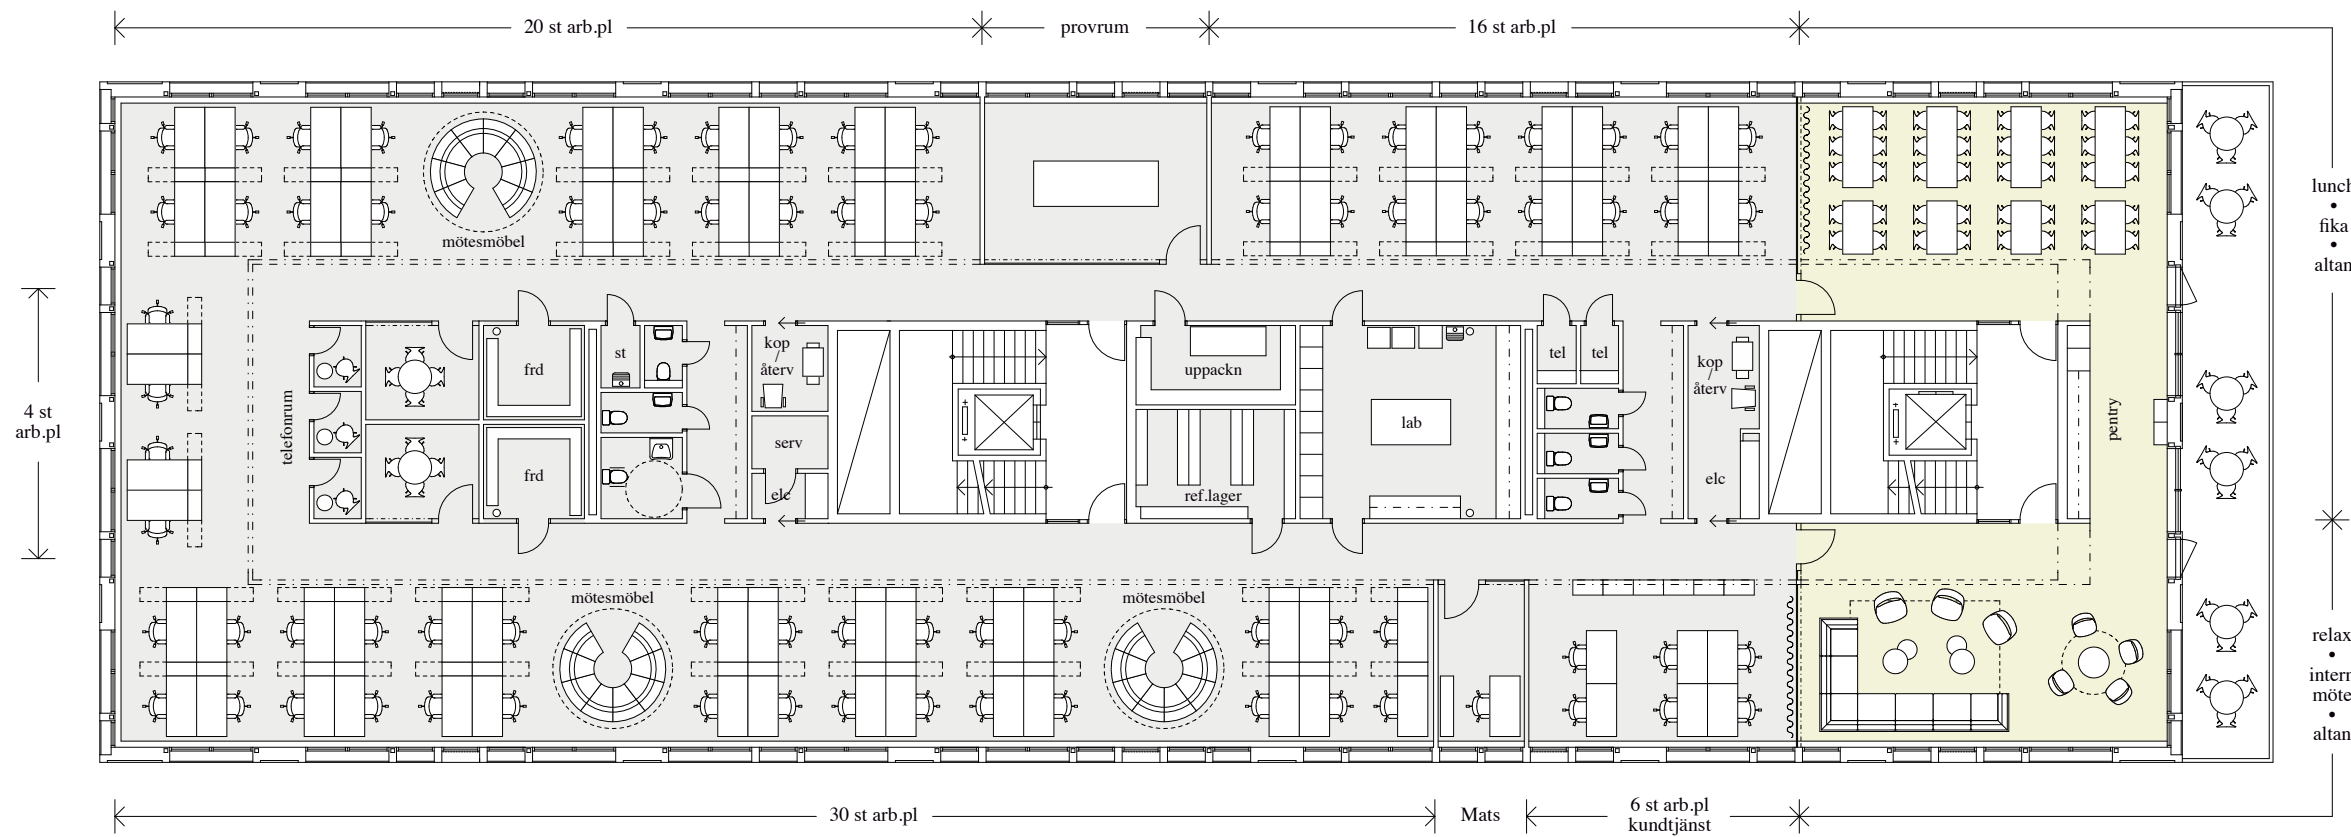 20 st arb.pl
provrum
16 st arb.pl
mötesmöbel
lunch
•
fika
•
altan
4 st
arb.pl
telefonrum
frd
frd
st
kop
/
återv
serv
elc
uppackn
ref.lager
lab
tel
tel
kop
/
återv
elc
pentry
mötesmöbel
mötesmöbel
relax
•
intern
möte
•
altan
30 st arb.pl
Mats
6 st arb.pl
kundtjänst